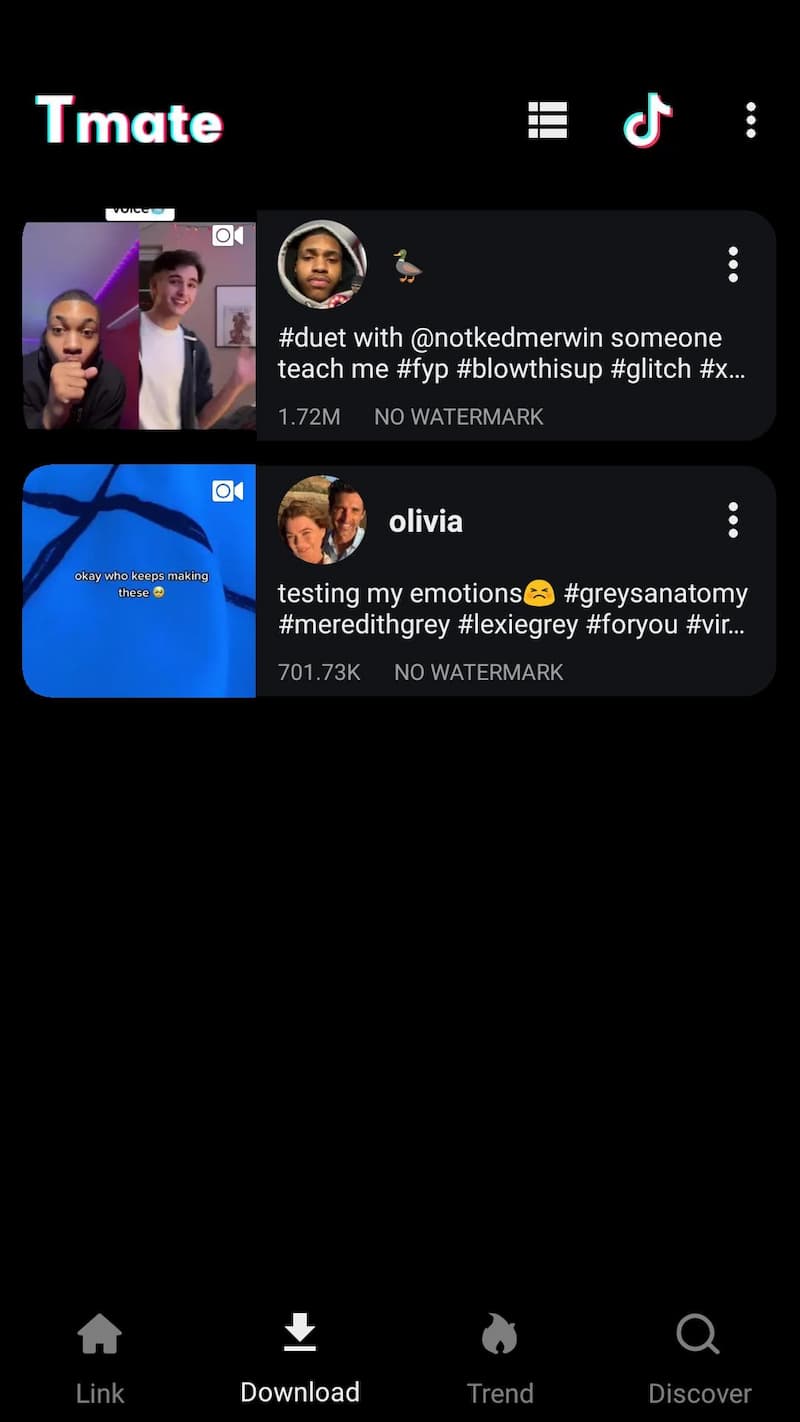 Tmate
voice
🦆
#duet with @notkedmerwin someone
teach me #fyp #blowthisup #glitch #x...
1.72M NO WATERMARK
okay who keeps making
these 🥺
olivia
testing my emotions😣 #greysanatomy
#meredithgrey #lexiegrey #foryou #vir...
701.73K NO WATERMARK
Link
Download
Trend
Discover